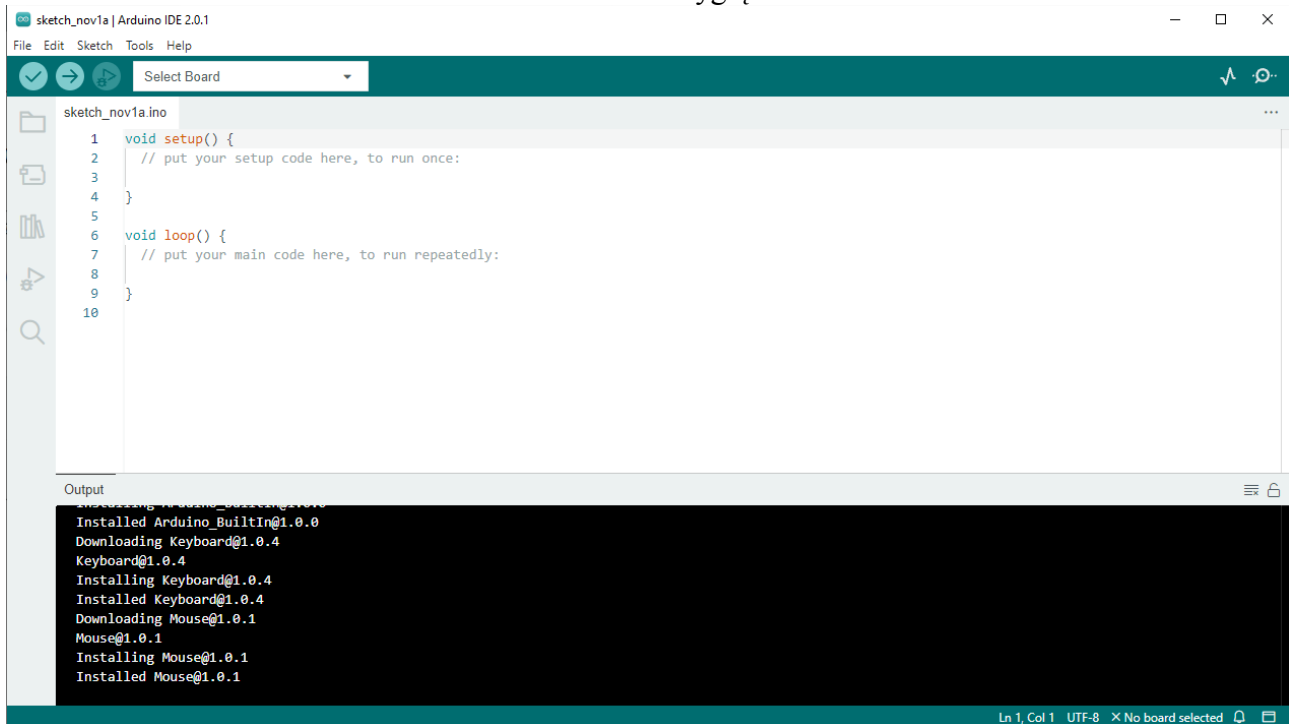 sketch_nov1a | Arduino IDE 2.0.1
File Edit Sketch Tools Help
Select Board
sketch_nov1a.ino
1 void setup() {
2 // put your setup code here, to run once:
3
4 }
5
6 void loop() {
7 // put your main code here, to run repeatedly:
8
9 }
10
Output
Installing Arduino_BuiltIn@1.0.0
Installed Arduino_BuiltIn@1.0.0
Downloading Keyboard@1.0.4
Keyboard@1.0.4
Installing Keyboard@1.0.4
Installed Keyboard@1.0.4
Downloading Mouse@1.0.1
Mouse@1.0.1
Installing Mouse@1.0.1
Installed Mouse@1.0.1
Ln 1, Col 1 UTF-8 No board selected